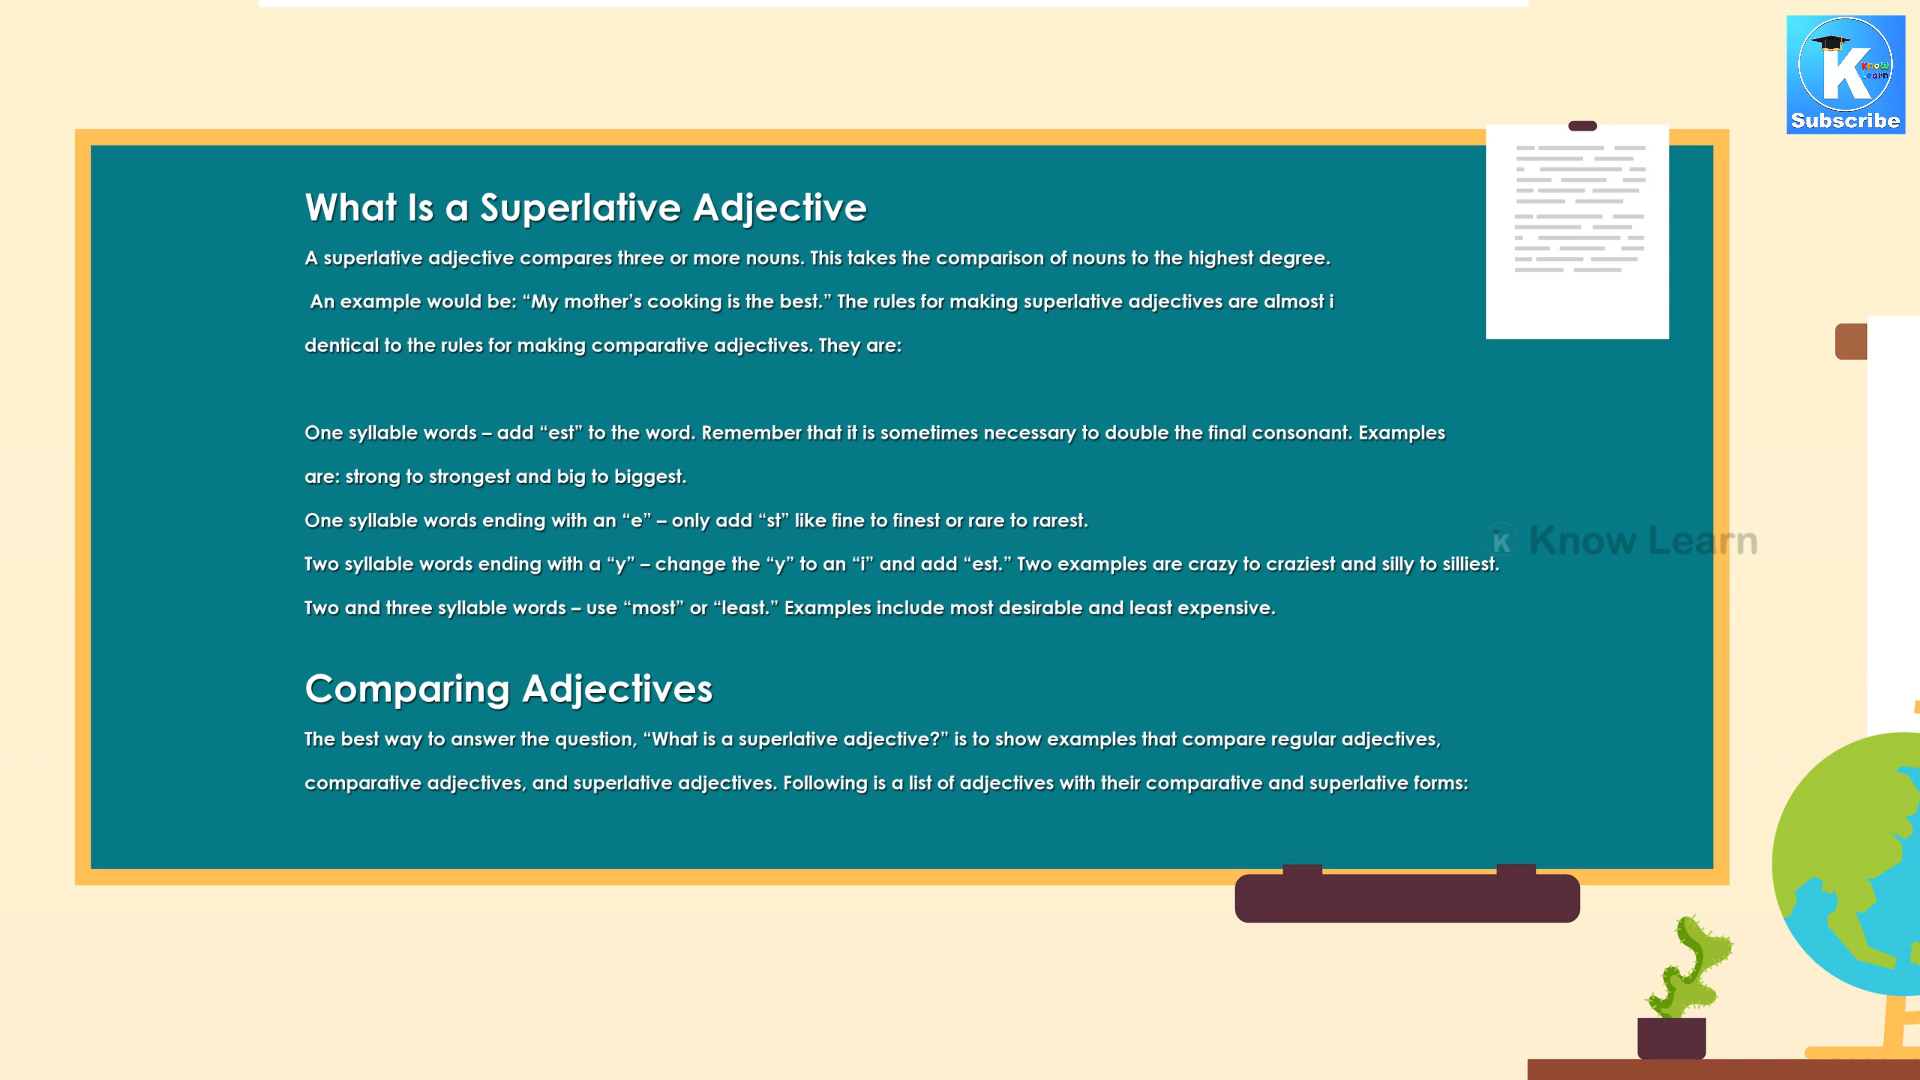 K
Know
Learn
Subscribe
What Is a Superlative Adjective
A superlative adjective compares three or more nouns. This takes the comparison of nouns to the highest degree.
An example would be: “My mother’s cooking is the best.” The rules for making superlative adjectives are almost i
dentical to the rules for making comparative adjectives. They are:
One syllable words – add “est” to the word. Remember that it is sometimes necessary to double the final consonant. Examples
are: strong to strongest and big to biggest.
One syllable words ending with an “e” – only add “st” like fine to finest or rare to rarest.
K Know Learn
Two syllable words ending with a “y” – change the “y” to an “i” and add “est.” Two examples are crazy to craziest and silly to silliest.
Two and three syllable words – use “most” or “least.” Examples include most desirable and least expensive.
Comparing Adjectives
The best way to answer the question, “What is a superlative adjective?” is to show examples that compare regular adjectives,
comparative adjectives, and superlative adjectives. Following is a list of adjectives with their comparative and superlative forms: